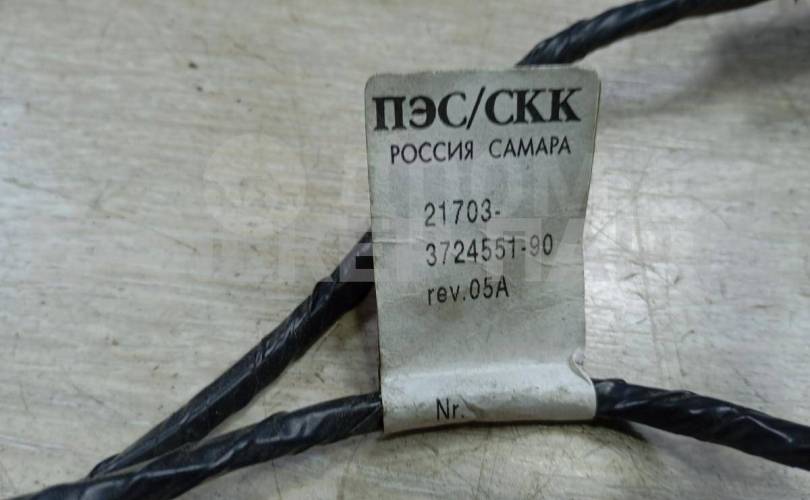 ПЭС/СКК
РОССИЯ САМАРА
21703-
3724551-90
rev.05A
Nr.